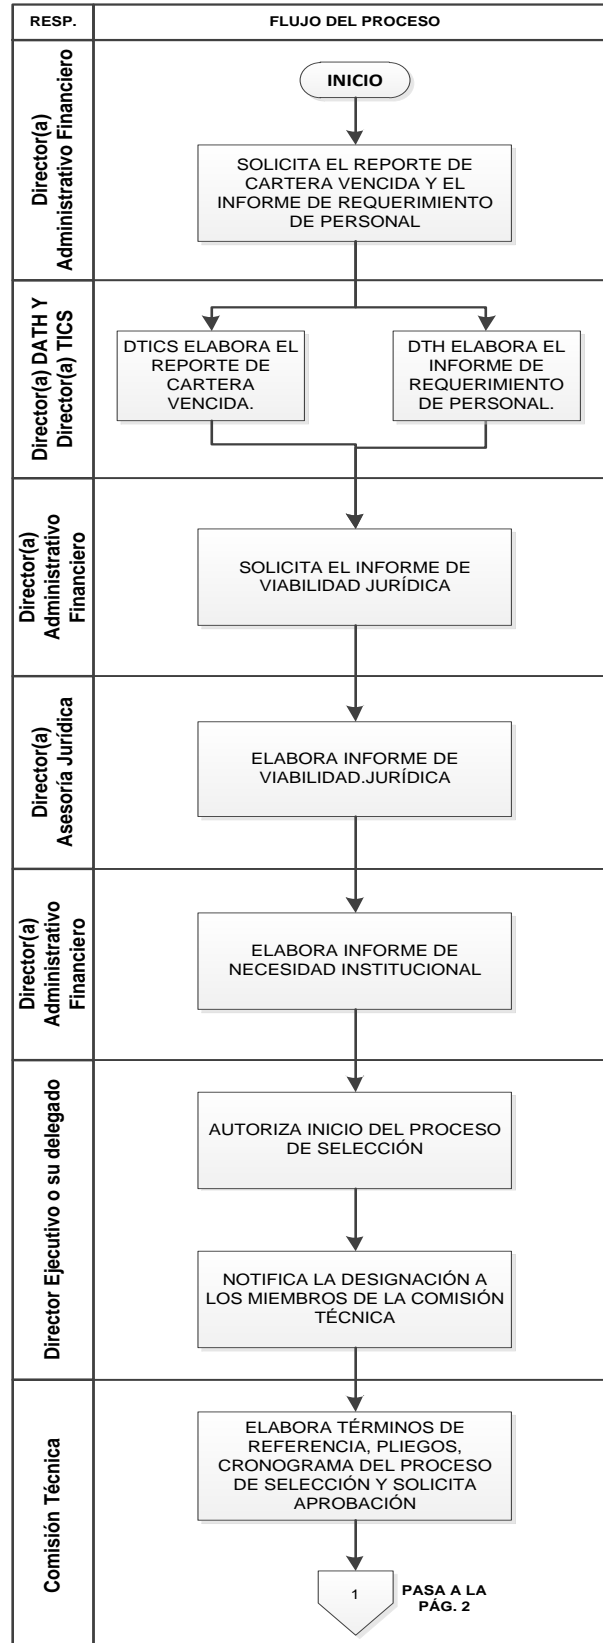 RESP.
FLUJO DEL PROCESO
Director(a)
Administrativo Financiero
INICIO
SOLICITA EL REPORTE DE
CARTERA VENCIDA Y EL
INFORME DE REQUERIMIENTO
DE PERSONAL
Director(a) DATH Y
Director(a) TICS
DTICS ELABORA EL
REPORTE DE
CARTERA
VENCIDA.
DTH ELABORA EL
INFORME DE
REQUERIMIENTO
DE PERSONAL.
Director(a)
Administrativo
Financiero
SOLICITA EL INFORME DE
VIABILIDAD JURÍDICA
Director(a)
Asesoría Jurídica
ELABORA INFORME DE
VIABILIDAD.JURÍDICA
Director(a)
Administrativo
Financiero
ELABORA INFORME DE
NECESIDAD INSTITUCIONAL
Director Ejecutivo o su delegado
AUTORIZA INICIO DEL PROCESO
DE SELECCIÓN
NOTIFICA LA DESIGNACIÓN A
LOS MIEMBROS DE LA COMISIÓN
TÉCNICA
Comisión Técnica
ELABORA TÉRMINOS DE
REFERENCIA, PLIEGOS,
CRONOGRAMA DEL PROCESO
DE SELECCIÓN Y SOLICITA
APROBACIÓN
1
PASA A LA
PÁG. 2